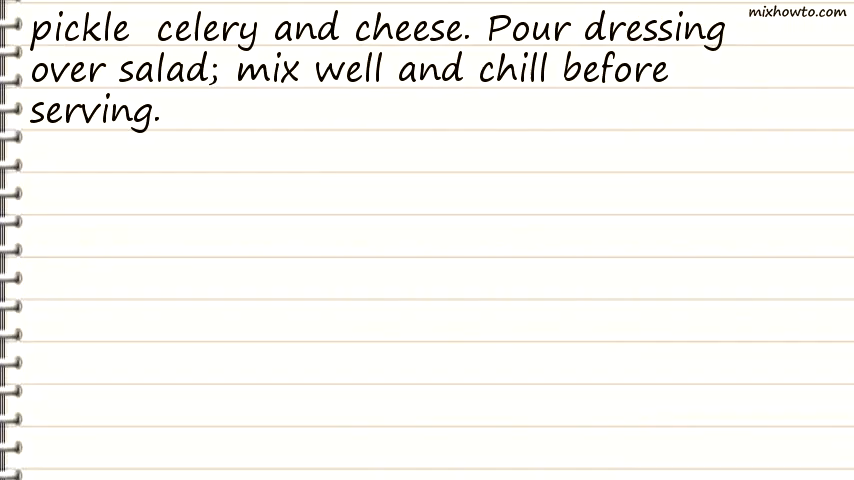 mixhowto.com
pickle  celery and cheese. Pour dressing
over salad; mix well and chill before
serving.